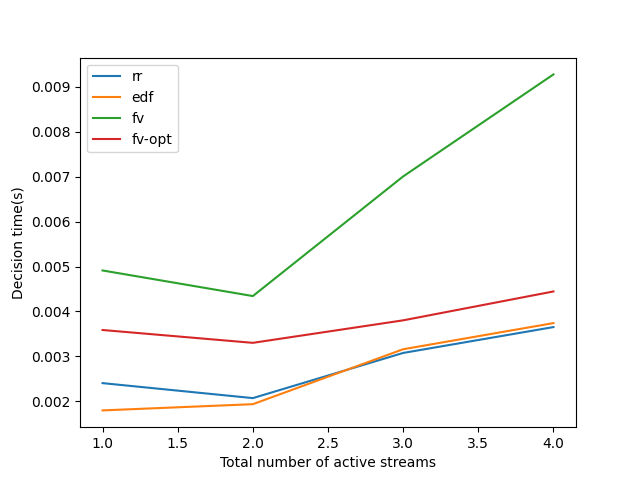 rr
edf
fv
fv-opt
0.009
0.008
0.007
0.006
0.005
0.004
0.003
0.002
Decision time(s)
1.0 1.5 2.0 2.5 3.0 3.5 4.0
Total number of active streams